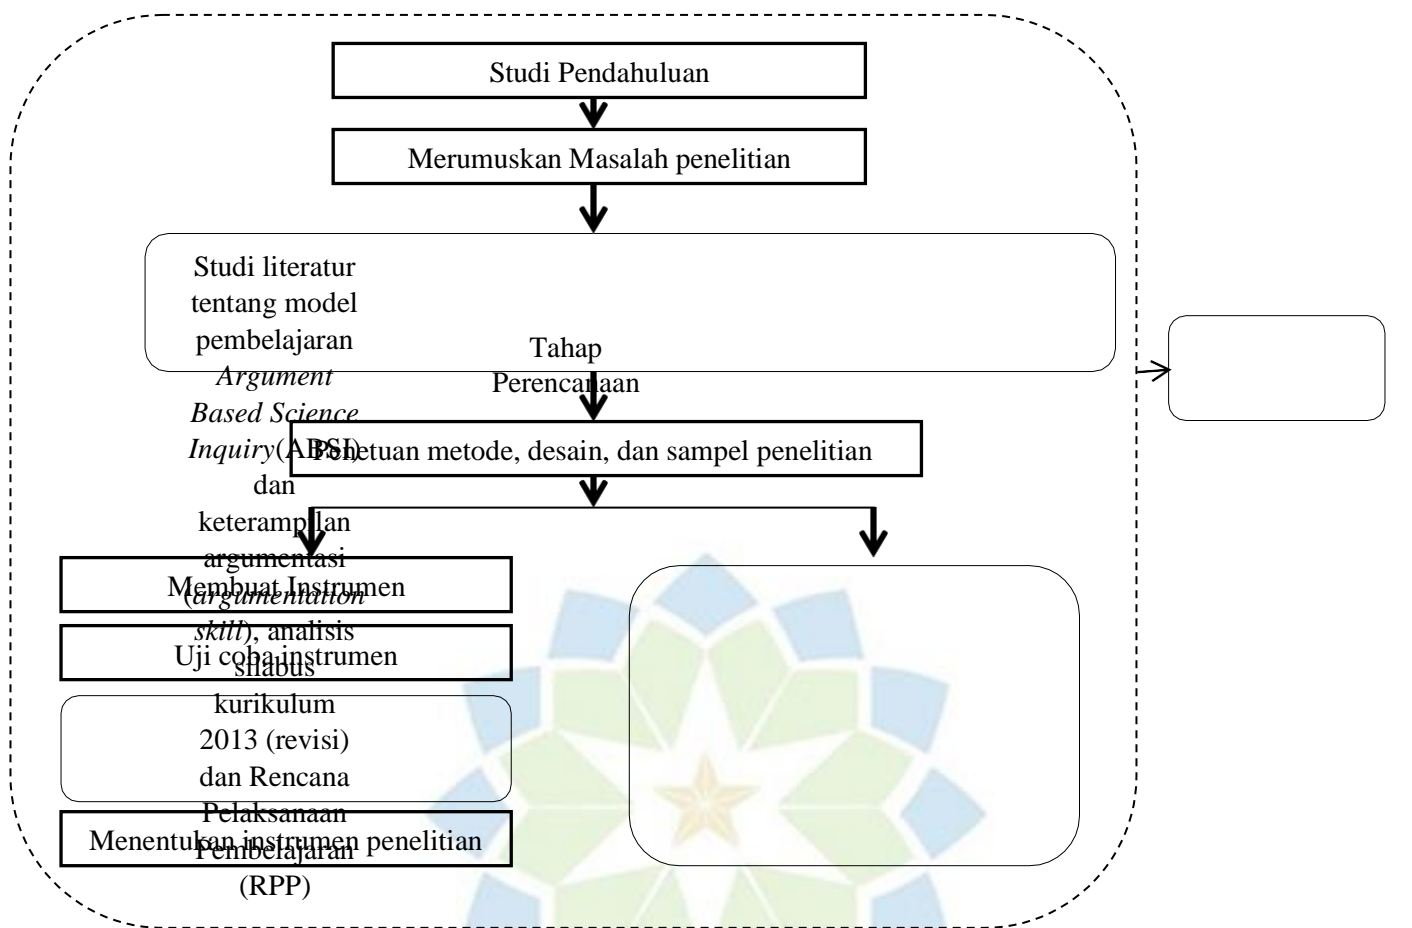 Studi Pendahuluan
Merumuskan Masalah penelitian
Studi literatur
tentang model
pembelajaran
Argument
Based Science
Inquiry(ABSI)
dan
keterampilan
argumentasi
(argumentation
skill), analisis
silabus
kurikulum
2013 (revisi)
dan Rencana
Pelaksanaan
Pembelajaran
(RPP)
Tahap
Perencanaan
Penetuan metode, desain, dan sampel penelitian
Membuat Instrumen
Uji coba instrumen
Menentukan instrumen penelitian